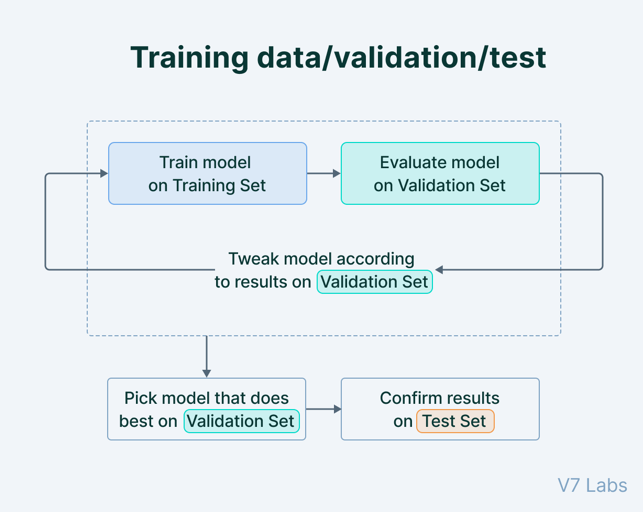 Training data/validation/test
Train model
on Training Set
Evaluate model
on Validation Set
Tweak model according
to results on Validation Set
Pick model that does
best on Validation Set
Confirm results
on Test Set
V7 Labs